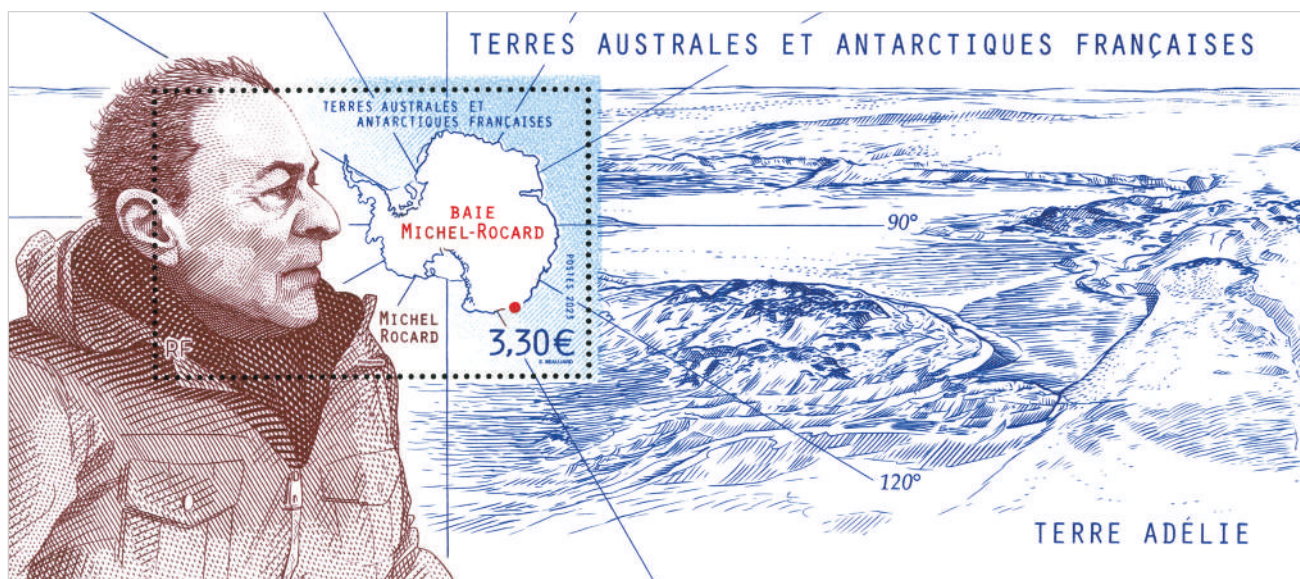 TERRES AUSTRALES ET ANTARCTIQUES FRANÇAISES
TERRES AUSTRALES ET
ANTARCTIQUES FRANÇAISES
BAIE
MICHEL-ROCARD
90°
POSTES 2023
MICHEL
ROCARD
RF
3,30€
E. BEAUJARD
120°
TERRE ADÉLIE